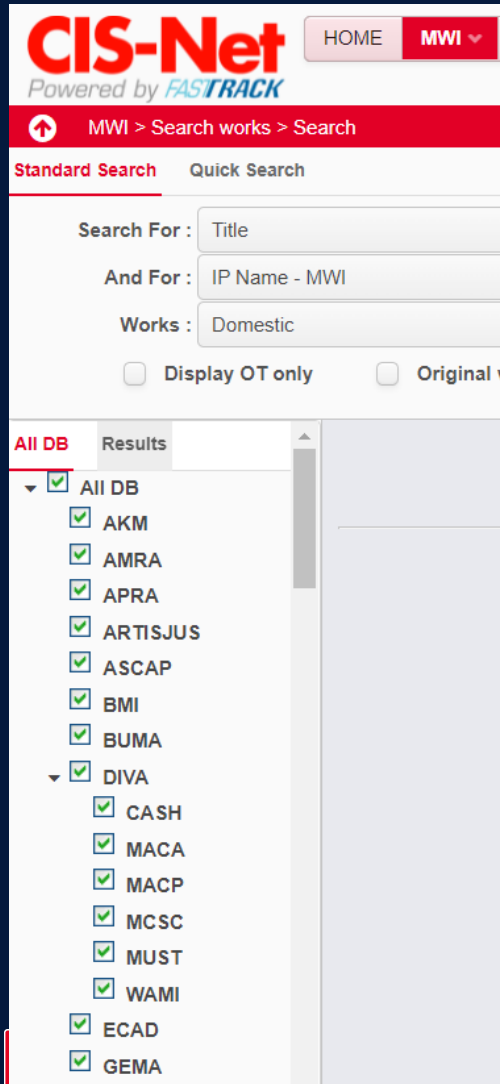 CIS-Net
HOME MWI
Powered by FASTRACK
MWI > Search works > Search
Standard Search Quick Search
Search For : Title
And For : IP Name - MWI
Works : Domestic
Display OT only Original
All DB Results
All DB
AKM
AMRA
APRA
ARTISJUS
ASCAP
BMI
BUMA
DIVA
CASH
MACA
MACP
MCSC
MUST
WAMI
ECAD
GEMA